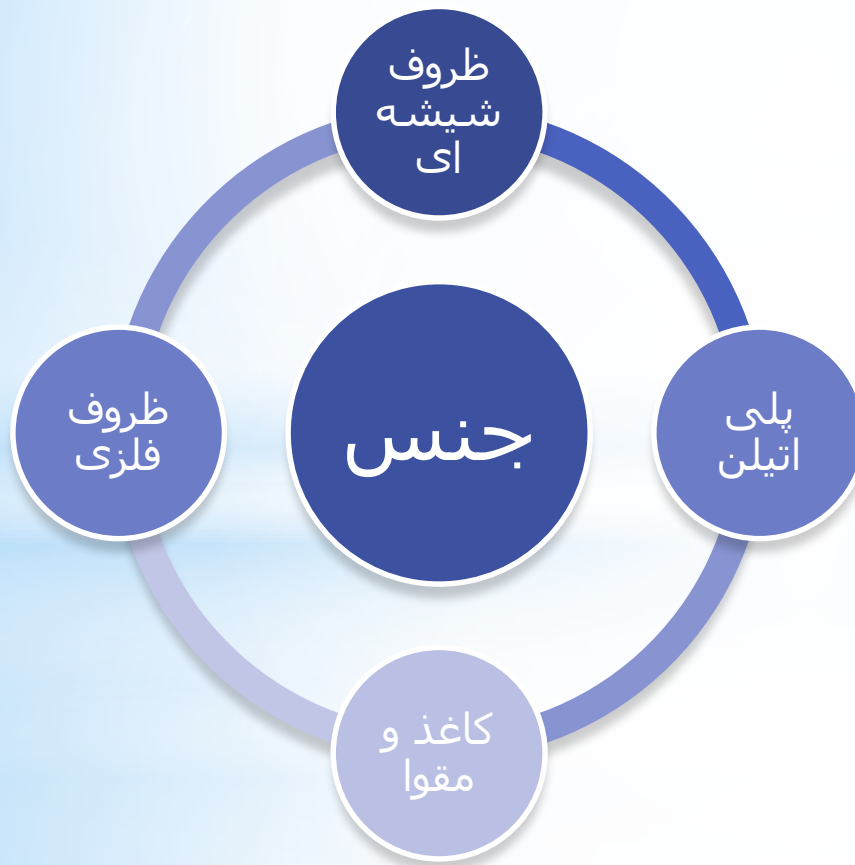 ظروف
شیشه
ای
جنس
پلی
اتیلن
ظروف
فلزی
کاغذ و
مقوا